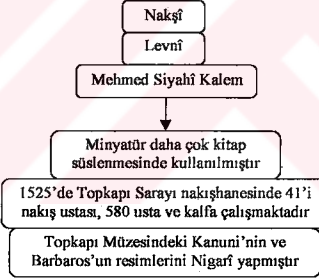 Nakşî
Levnî
Mehmed Siyahî Kalem
Minyatür daha çok kitap
süslenmesinde kullanılmıştır
1525'de Topkapı Sarayı nakışhanesinde 41'i
nakış ustası, 580 usta ve kalfa çalışmaktadır
Topkapı Müzesindeki Kanuni'nin ve
Barbaros'un resimlerini Nigarî yapmıştır